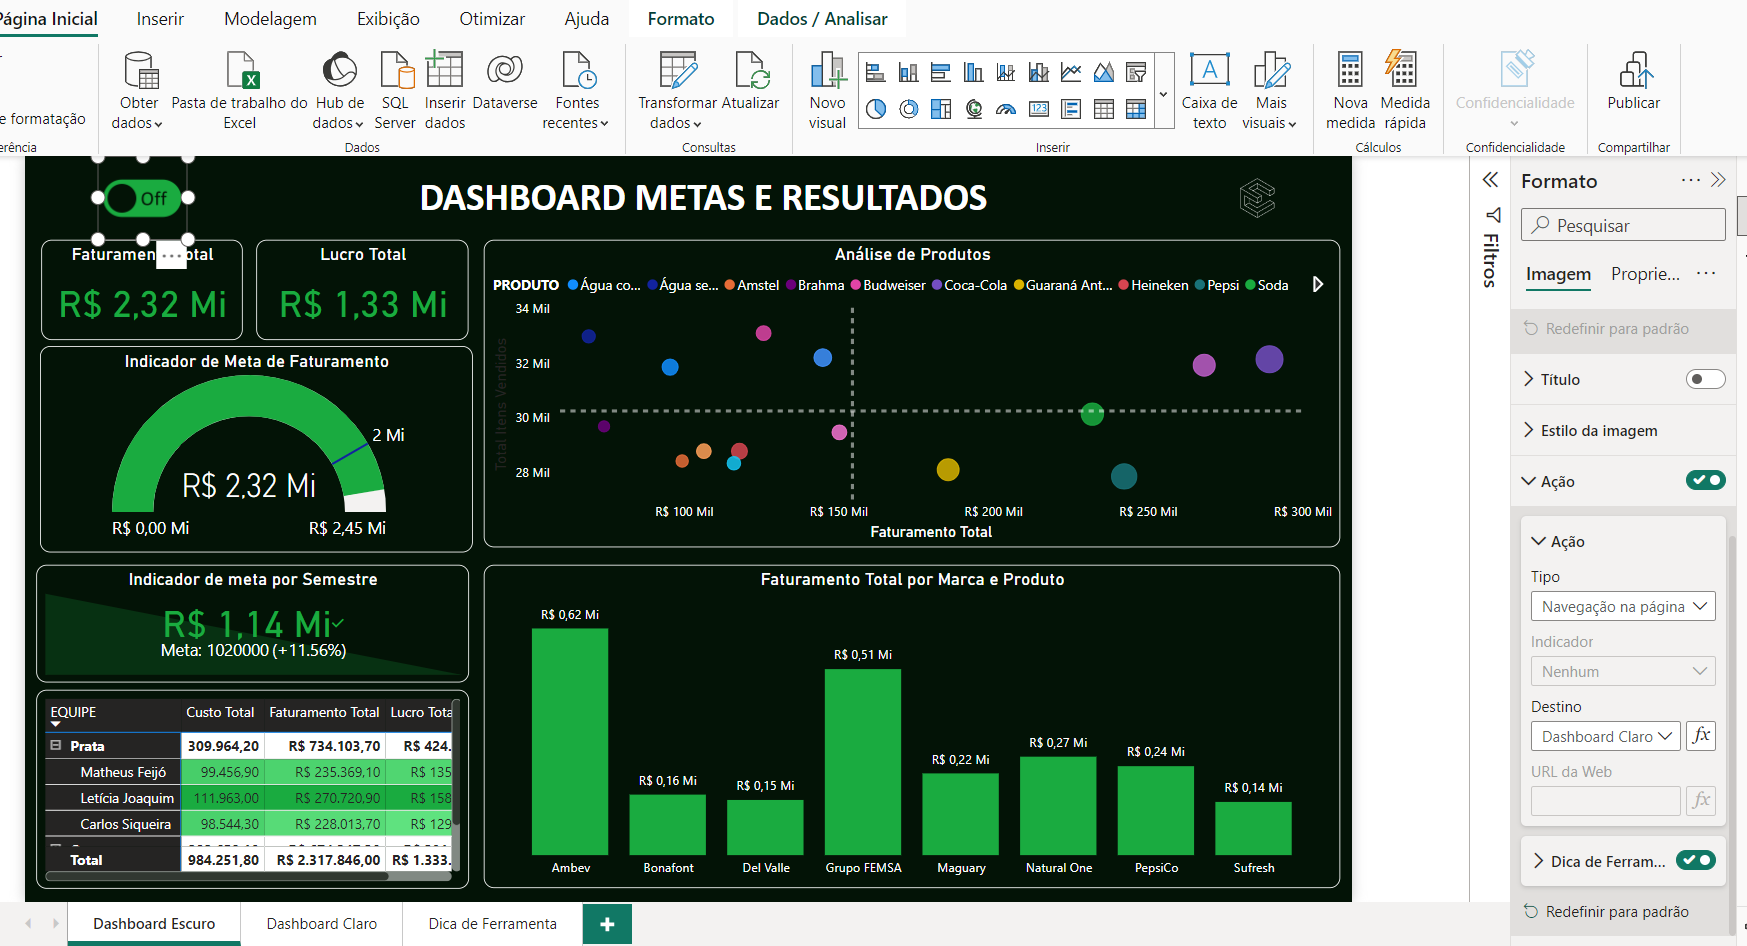 Página Inicial
Inserir
Modelagem
Exibição
Otimizar
Ajuda
Formato
Dados / Analisar
e formatação
erência
Obter dados
Pasta de trabalho do Excel
Hub de dados
SQL Server
Inserir dados
Dataverse
Fontes recentes
Dados
Transformar dados
Atualizar
Consultas
Novo visual
123
A
Caixa de texto
Mais visuais
Inserir
Nova medida
Medida rápida
Cálculos
Confidencialidade
Confidencialidade
Publicar
Compartilhar
Off
DASHBOARD METAS E RESULTADOS
Faturamen ... otal
R$ 2,32 Mi
Lucro Total
R$ 1,33 Mi
Indicador de Meta de Faturamento
2 Mi
R$ 2,32 Mi
R$ 0,00 Mi
R$ 2,45 Mi
Indicador de meta por Semestre
R$ 1,14 Mi
Meta: 1020000 (+11.56%)
EQUIPE Custo Total Faturamento Total Lucro Tota
Prata 309.964,20 R$ 734.103,70 R$ 424.
Matheus Feijó 99.456,90 R$ 235.369,10 R$ 135
Letícia Joaquim 111.963,00 R$ 270.720,90 R$ 158
Carlos Siqueira 98.544,30 R$ 228.013,70 R$ 129
Total 984.251,80 R$ 2.317.846,00 R$ 1.333.
Análise de Produtos
PRODUTO Água co... Água se... Amstel Brahma Budweiser Coca-Cola Guaraná Ant... Heineken Pepsi Soda
Total Itens Vendidos
34 Mil
32 Mil
30 Mil
28 Mil
R$ 100 Mil
R$ 150 Mil
R$ 200 Mil
R$ 250 Mil
R$ 300 Mil
Faturamento Total
Faturamento Total por Marca e Produto
R$ 0,62 Mi
R$ 0,16 Mi
R$ 0,15 Mi
R$ 0,51 Mi
R$ 0,22 Mi
R$ 0,27 Mi
R$ 0,24 Mi
R$ 0,14 Mi
Ambev
Bonafont
Del Valle
Grupo FEMSA
Maguary
Natural One
PepsiCo
Sufresh
Filtros
Formato
Pesquisar
Imagem
Proprie...
Redefinir para padrão
Título
Estilo da imagem
Ação
Ação
Tipo
Navegação na página
Indicador
Nenhum
Destino
Dashboard Claro
fx
URL da Web
fx
Dica de Ferram...
Redefinir para padrão
Dashboard Escuro
Dashboard Claro
Dica de Ferramenta
+